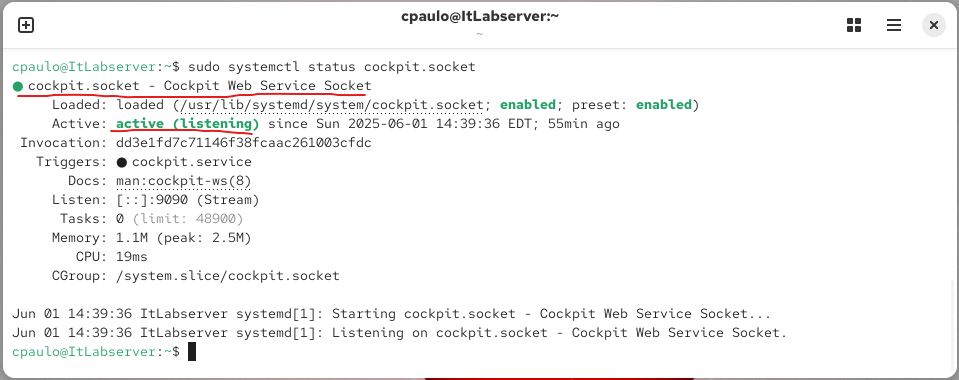 cpaulo@ItLabserver:~
~
cpaulo@ItLabserver:~$ sudo systemctl status cockpit.socket
● cockpit.socket - Cockpit Web Service Socket
Loaded: loaded (/usr/lib/systemd/system/cockpit.socket; enabled; preset: enabled)
Active: active (listening) since Sun 2025-06-01 14:39:36 EDT; 55min ago
Invocation: dd3e1fd7c71146f38fcaac261003cfdc
Triggers: ● cockpit.service
Docs: man:cockpit-ws(8)
Listen: [::]:9090 (Stream)
Tasks: 0 (limit: 48900)
Memory: 1.1M (peak: 2.5M)
CPU: 19ms
CGroup: /system.slice/cockpit.socket
Jun 01 14:39:36 ItLabserver systemd[1]: Starting cockpit.socket - Cockpit Web Service Socket...
Jun 01 14:39:36 ItLabserver systemd[1]: Listening on cockpit.socket - Cockpit Web Service Socket.
cpaulo@ItLabserver:~$